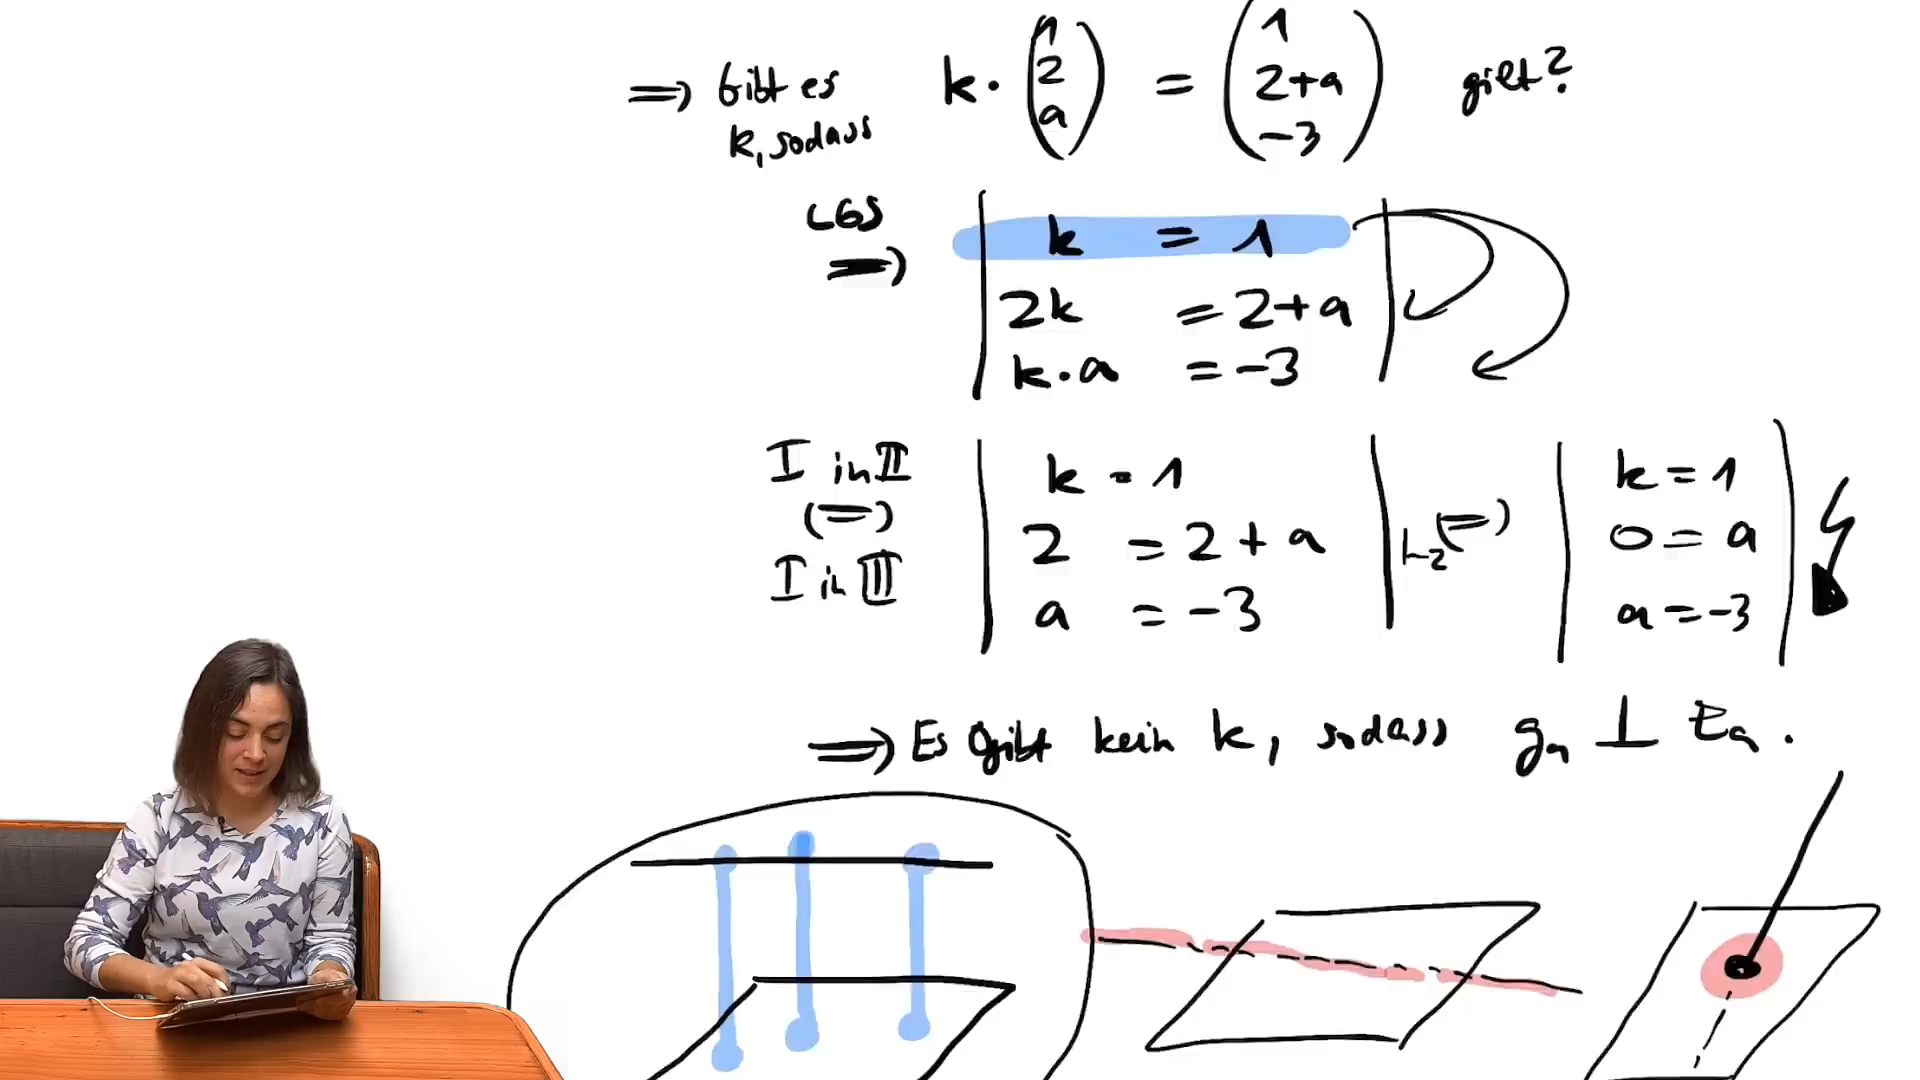 ⇒ Gibt es k, sodass k · (1 2 a) = (1 2+a -3) gilt?
LGS ⇒
| k = 1 |
| 2k = 2+a |
| k·a = -3 |
I in II
(=)
I in III
| k = 1 |
| 2 = 2 + a |
| a = -3 |
|-2 (=)
| k = 1 |
| 0 = a |
| a = -3 |
⇒ Es gibt kein k, sodass ga ⊥ Ea.